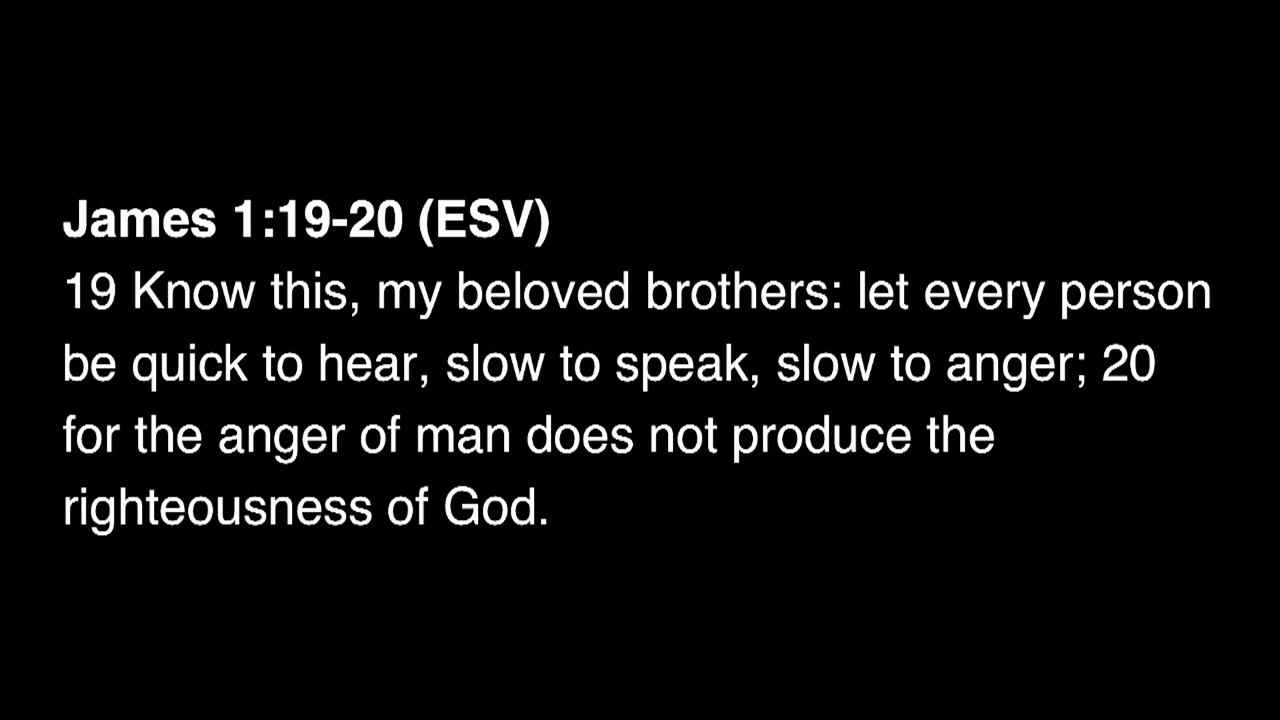 James 1:19-20 (ESV)
19 Know this, my beloved brothers: let every person
be quick to hear, slow to speak, slow to anger; 20
for the anger of man does not produce the
righteousness of God.